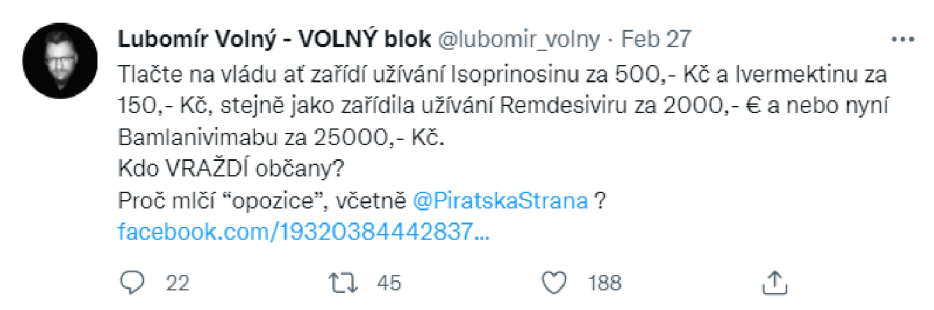 Lubomír Volný - VOLNÝ blok @lubomir_volny · Feb 27
Tlačte na vládu ať zařídí užívání Isoprinosinu za 500,- Kč a Ivermektinu za
150,- Kč, stejně jako zařídila užívání Remdesiviru za 2000,- € a nebo nyní
Bamlanivimabu za 25000,- Kč.
Kdo VRAŽDÍ občany?
Proč mlčí “opozice”, včetně @PiratskaStrana ?
facebook.com/19320384442837...
22 45 188